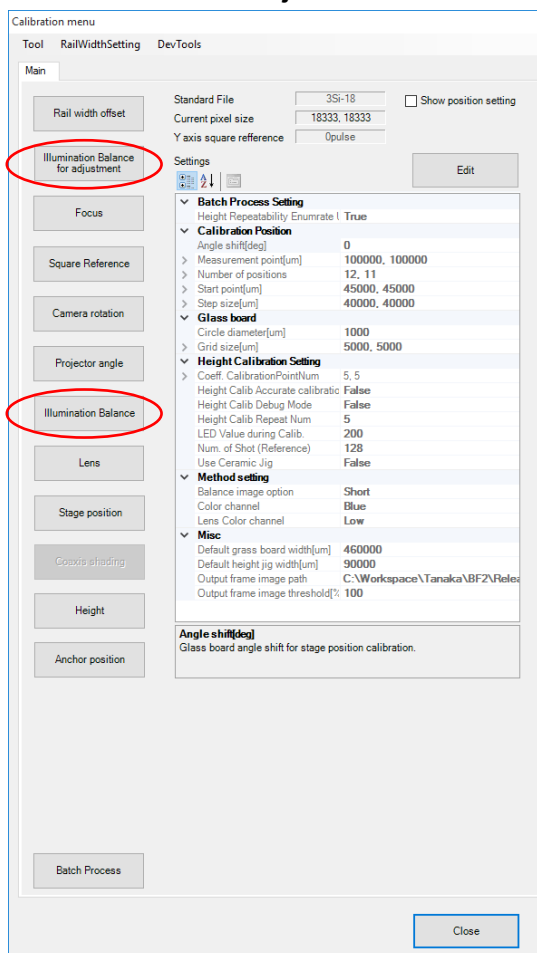 Calibration menu
Tool RailWidthSetting DevTools
Main
Rail width offset
Illumination Balance
for adjustment
Focus
Square Reference
Camera rotation
Projector angle
Illumination Balance
Lens
Stage position
Coaxis shading
Height
Anchor position
Batch Process
Standard File 3Si-18 Show position setting
Current pixel size 18333, 18333
Y axis square refference 0pulse
Settings
Edit
Batch Process Setting
Height Repeatability Enumrate True
Calibration Position
Angle shift[deg] 0
Measurement point[um] 100000, 100000
Number of positions 12, 11
Start point[um] 45000, 45000
Step size[um] 40000, 40000
Glass board
Circle diameter[um] 1000
Grid size[um] 5000, 5000
Height Calibration Setting
Coeff. CalibrationPointNum 5, 5
Height Calib Accurate calibratic False
Height Calib Debug Mode False
Height Calib Repeat Num 5
LED Value during Calib. 200
Num. of Shot (Reference) 128
Use Ceramic Jig False
Method setting
Balance image option Short
Color channel Blue
Lens Color channel Low
Misc
Default grass board width[um] 460000
Default height jig width[um] 90000
Output frame image path C:\Workspace\Tanaka\BF2\Relea
Output frame image threshold[% 100
Angle shift[deg]
Glass board angle shift for stage position calibration.
Close